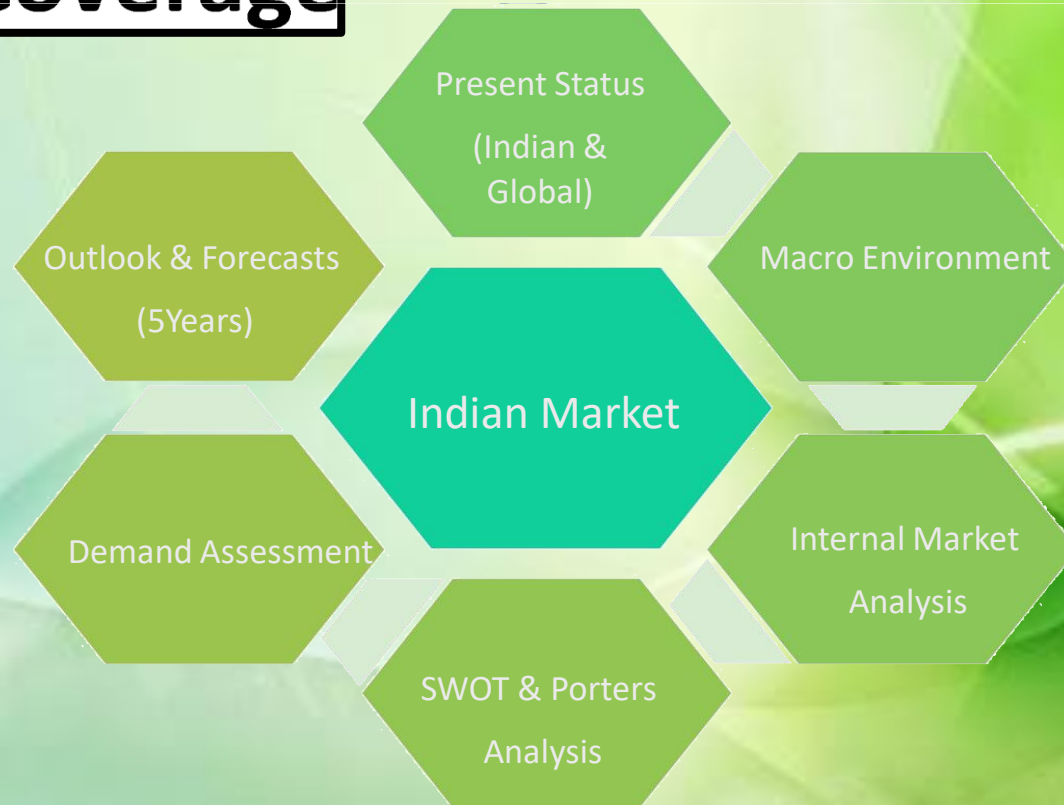 Coverage
Present Status
(Indian &
Global)
Macro Environment
Internal Market
Analysis
SWOT & Porters
Analysis
Demand Assessment
Outlook & Forecasts
(5Years)
Indian Market